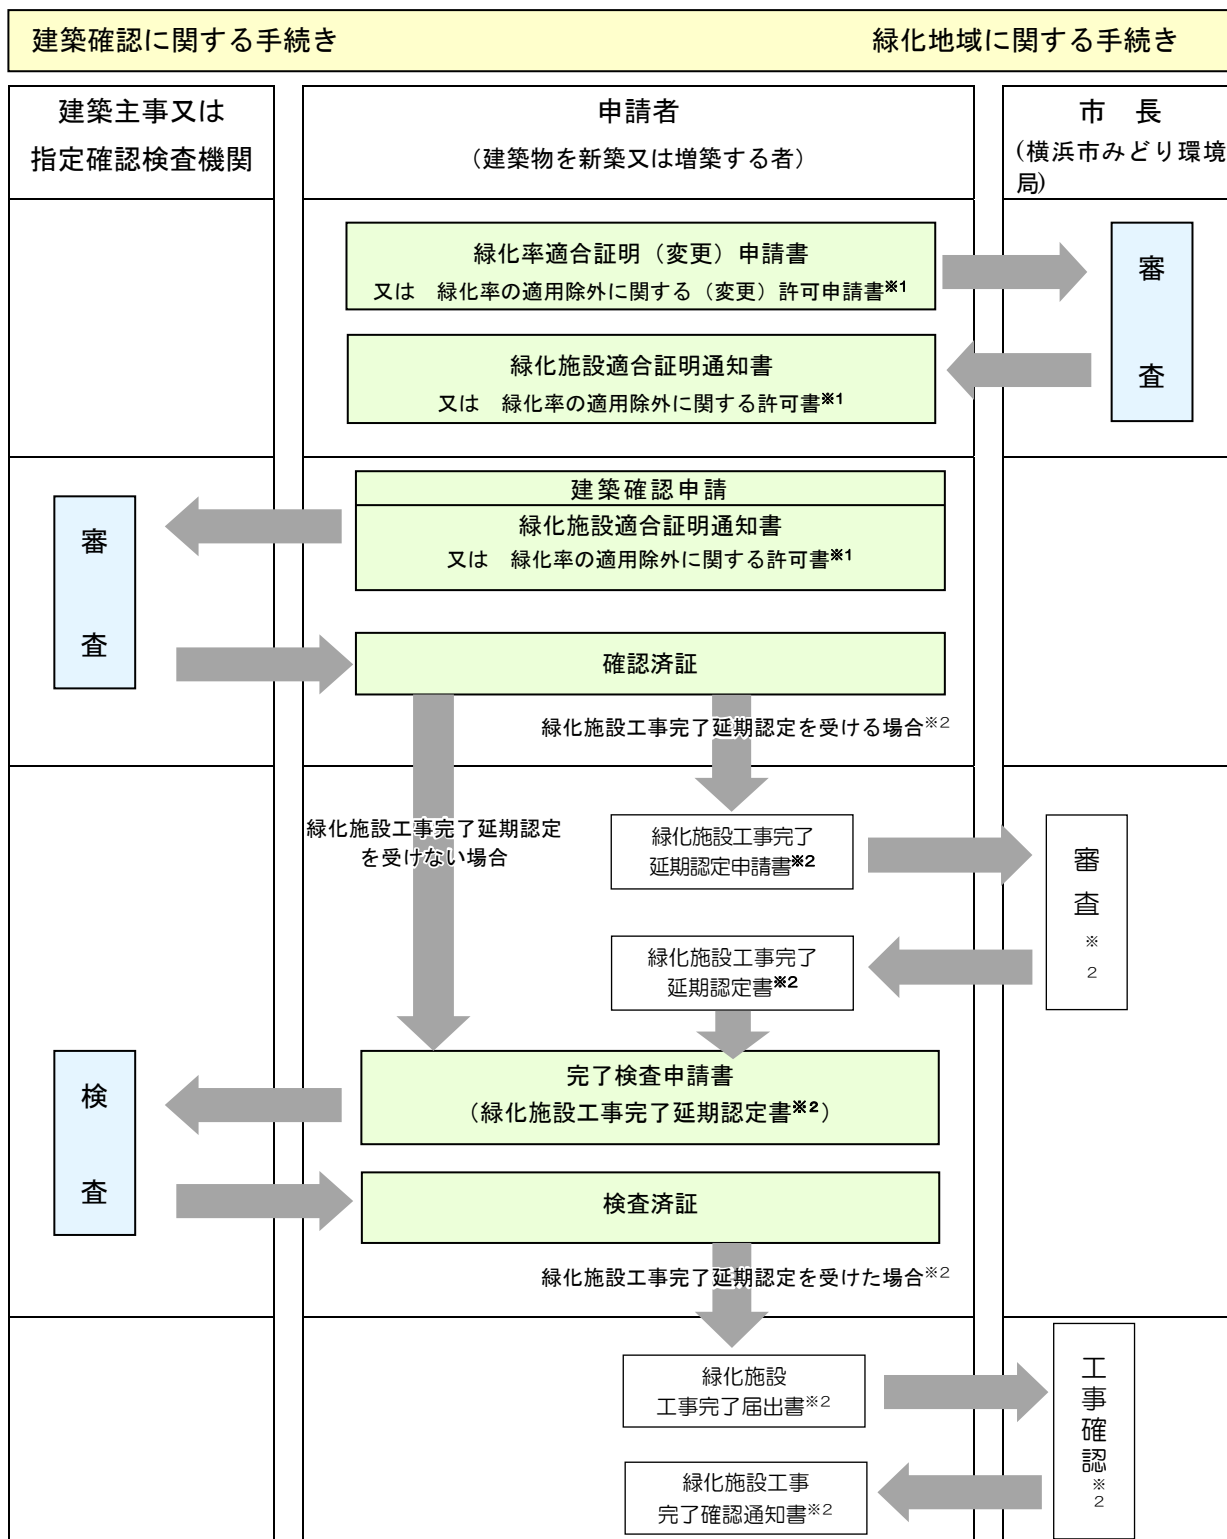 建築確認に関する手続き
緑化地域に関する手続き
建築主事又は
指定確認検査機関
申請者
（建築物を新築又は増築する者）
市　長
(横浜市みどり環境
局)
緑化率適合証明（変更）申請書
又は　緑化率の適用除外に関する（変更）許可申請書※1
審
査
緑化施設適合証明通知書
又は　緑化率の適用除外に関する許可書※1
審
査
建築確認申請
緑化施設適合証明通知書
又は　緑化率の適用除外に関する許可書※1
確認済証
緑化施設工事完了延期認定を受ける場合※2
緑化施設工事完了延期認定
を受けない場合
緑化施設工事完了
延期認定申請書※2
審
査
※
2
緑化施設工事完了
延期認定書※2
検
査
完了検査申請書
（緑化施設工事完了延期認定書※2）
検査済証
緑化施設工事完了延期認定を受けた場合※2
緑化施設
工事完了届出書※2
工
事
確
認
※
2
緑化施設工事
完了確認通知書※2